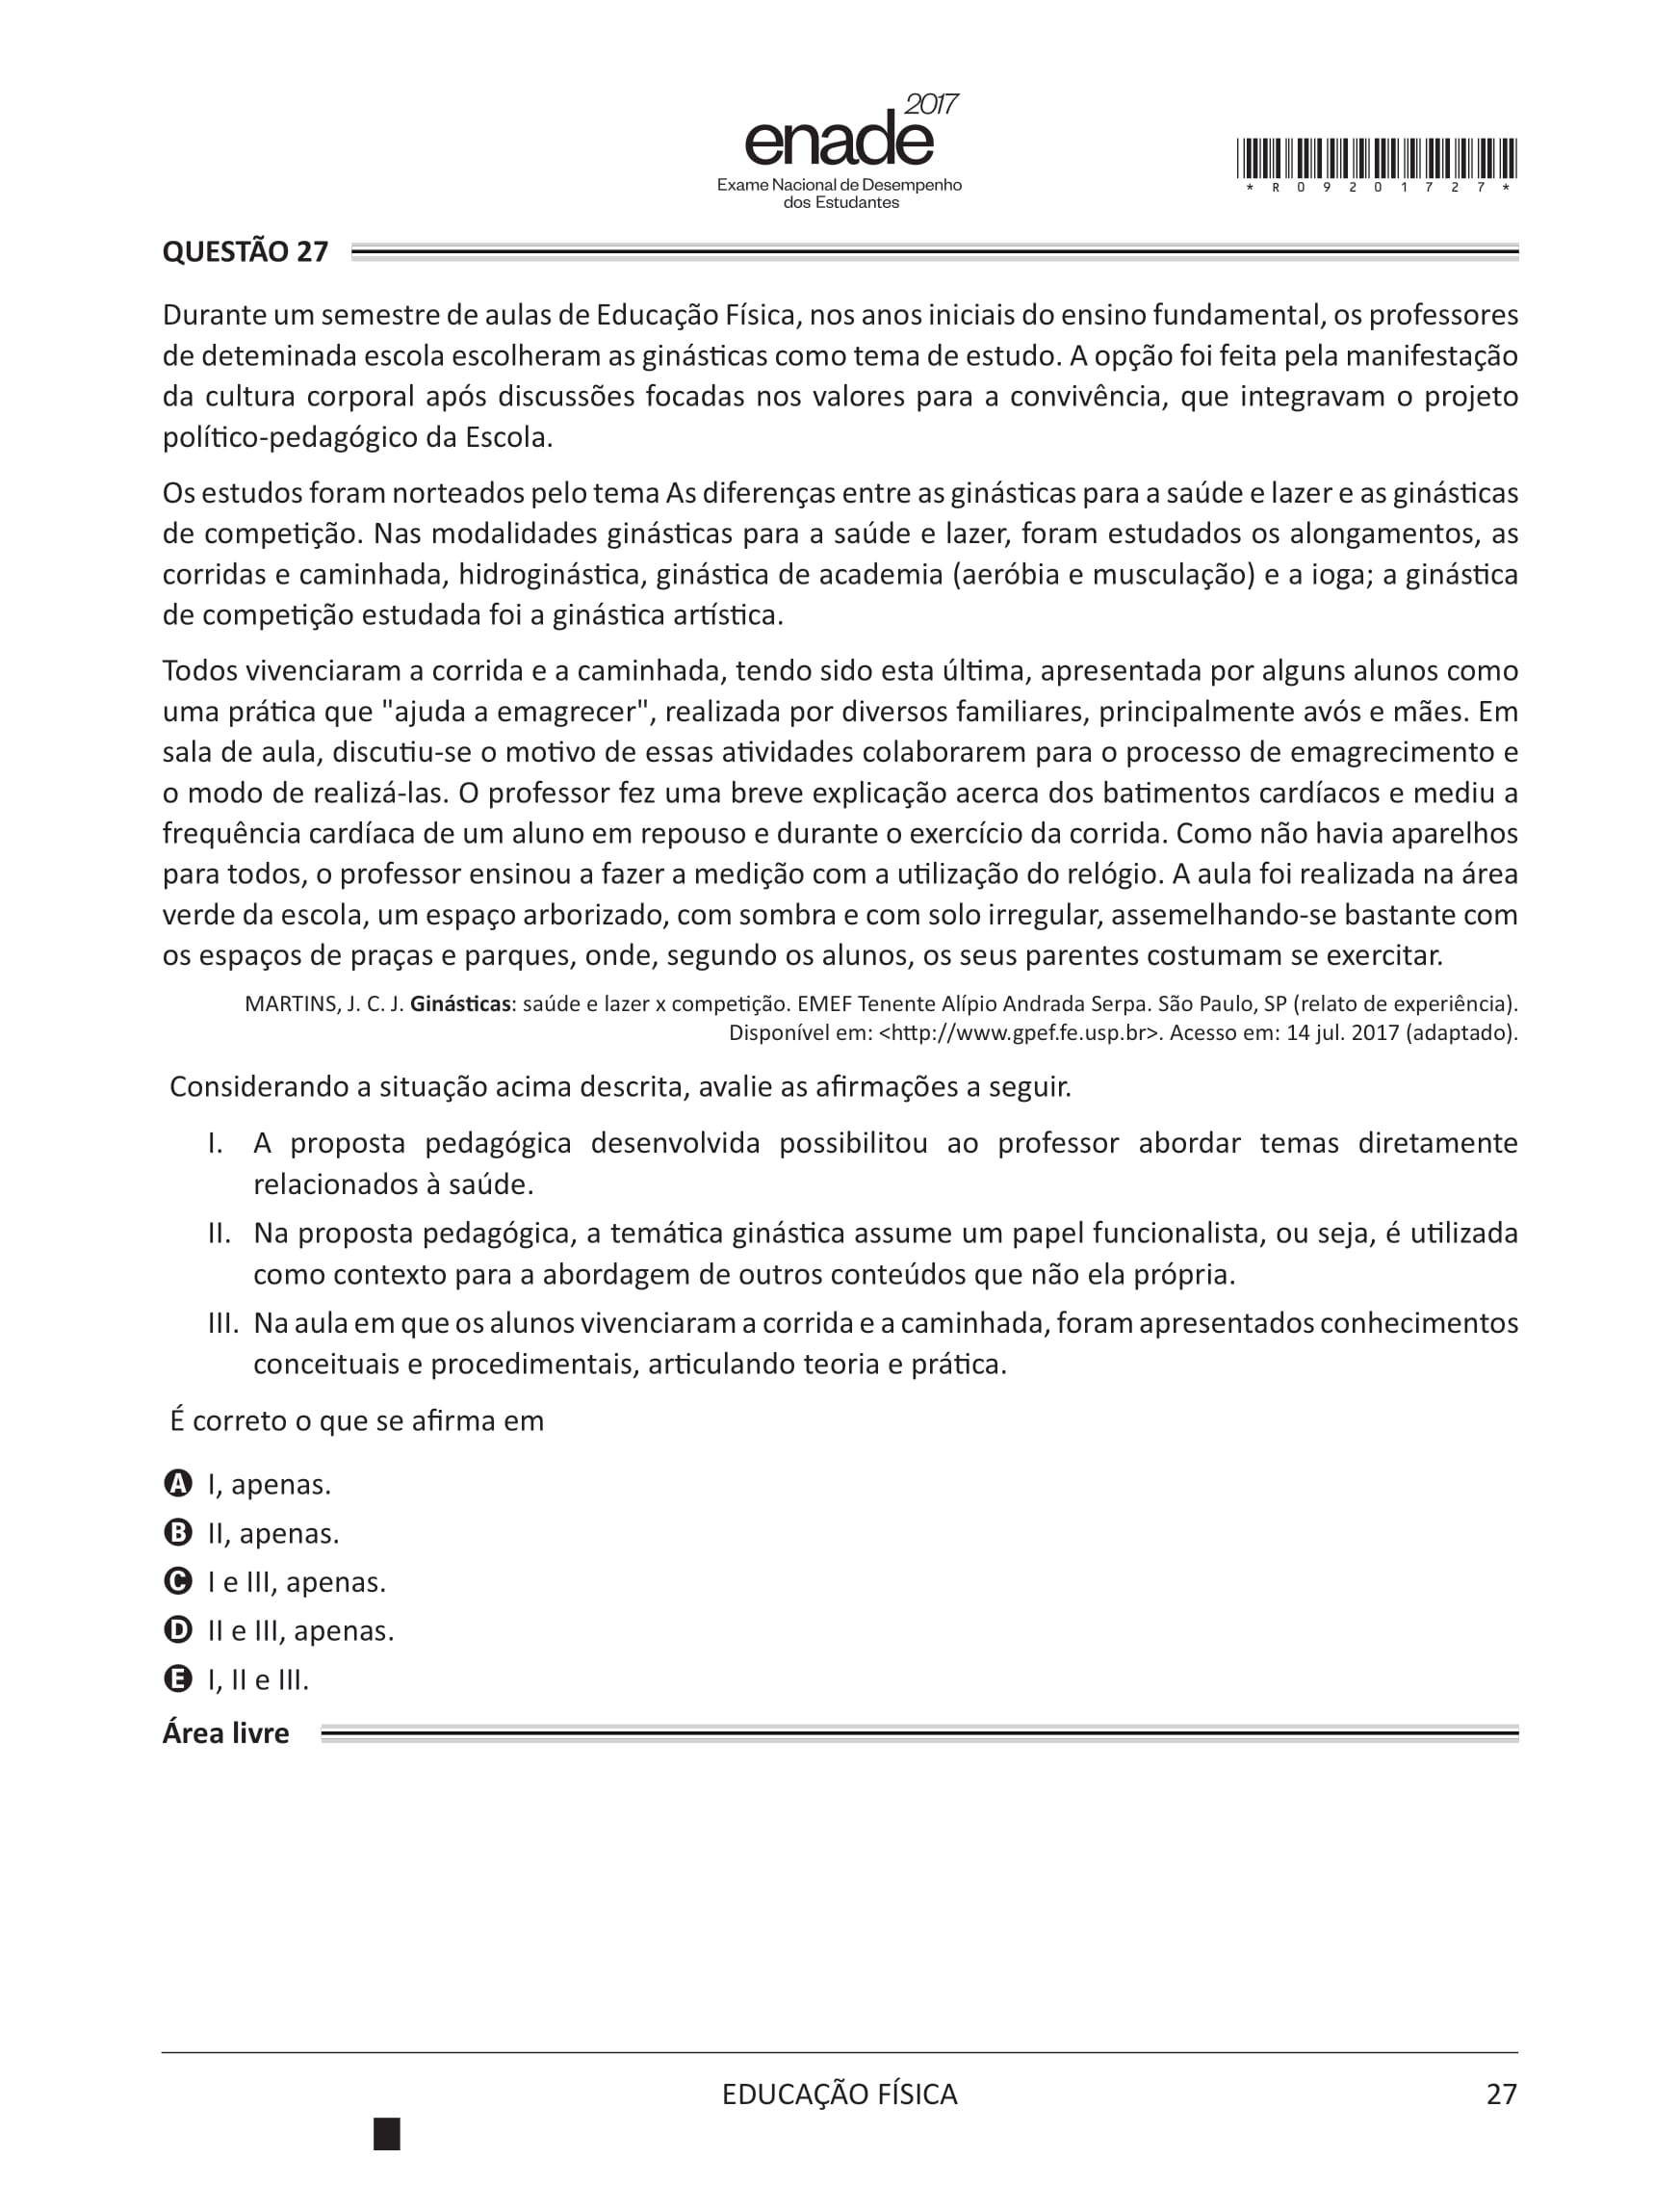 2017
enade
Exame Nacional de Desempenho
dos Estudantes
*R09201727*
QUESTÃO 27
Durante um semestre de aulas de Educação Física, nos anos iniciais do ensino fundamental, os professores
de deteminada escola escolheram as ginásticas como tema de estudo. A opção foi feita pela manifestação
da cultura corporal após discussões focadas nos valores para a convivência, que integravam o projeto
político-pedagógico da Escola.
Os estudos foram norteados pelo tema As diferenças entre as ginásticas para a saúde e lazer e as ginásticas
de competição. Nas modalidades ginásticas para a saúde e lazer, foram estudados os alongamentos, as
corridas e caminhada, hidroginástica, ginástica de academia (aeróbia e musculação) e a ioga; a ginástica
de competição estudada foi a ginástica artística.
Todos vivenciaram a corrida e a caminhada, tendo sido esta última, apresentada por alguns alunos como
uma prática que "ajuda a emagrecer", realizada por diversos familiares, principalmente avós e mães. Em
sala de aula, discutiu-se o motivo de essas atividades colaborarem para o processo de emagrecimento e
o modo de realizá-las. O professor fez uma breve explicação acerca dos batimentos cardíacos e mediu a
frequência cardíaca de um aluno em repouso e durante o exercício da corrida. Como não havia aparelhos
para todos, o professor ensinou a fazer a medição com a utilização do relógio. A aula foi realizada na área
verde da escola, um espaço arborizado, com sombra e com solo irregular, assemelhando-se bastante com
os espaços de praças e parques, onde, segundo os alunos, os seus parentes costumam se exercitar.
MARTINS, J. C. J. Ginásticas: saúde e lazer x competição. EMEF Tenente Alípio Andrada Serpa. São Paulo, SP (relato de experiência).
Disponível em: <http://www.gpef.fe.usp.br>. Acesso em: 14 jul. 2017 (adaptado).
Considerando a situação acima descrita, avalie as afirmações a seguir.
I. A proposta pedagógica desenvolvida possibilitou ao professor abordar temas diretamente
relacionados à saúde.
II. Na proposta pedagógica, a temática ginástica assume um papel funcionalista, ou seja, é utilizada
como contexto para a abordagem de outros conteúdos que não ela própria.
III. Na aula em que os alunos vivenciaram a corrida e a caminhada, foram apresentados conhecimentos
conceituais e procedimentais, articulando teoria e prática.
É correto o que se afirma em
A I, apenas.
B II, apenas.
C I e III, apenas.
D II e III, apenas.
E I, II e III.
Área livre
EDUCAÇÃO FÍSICA
27